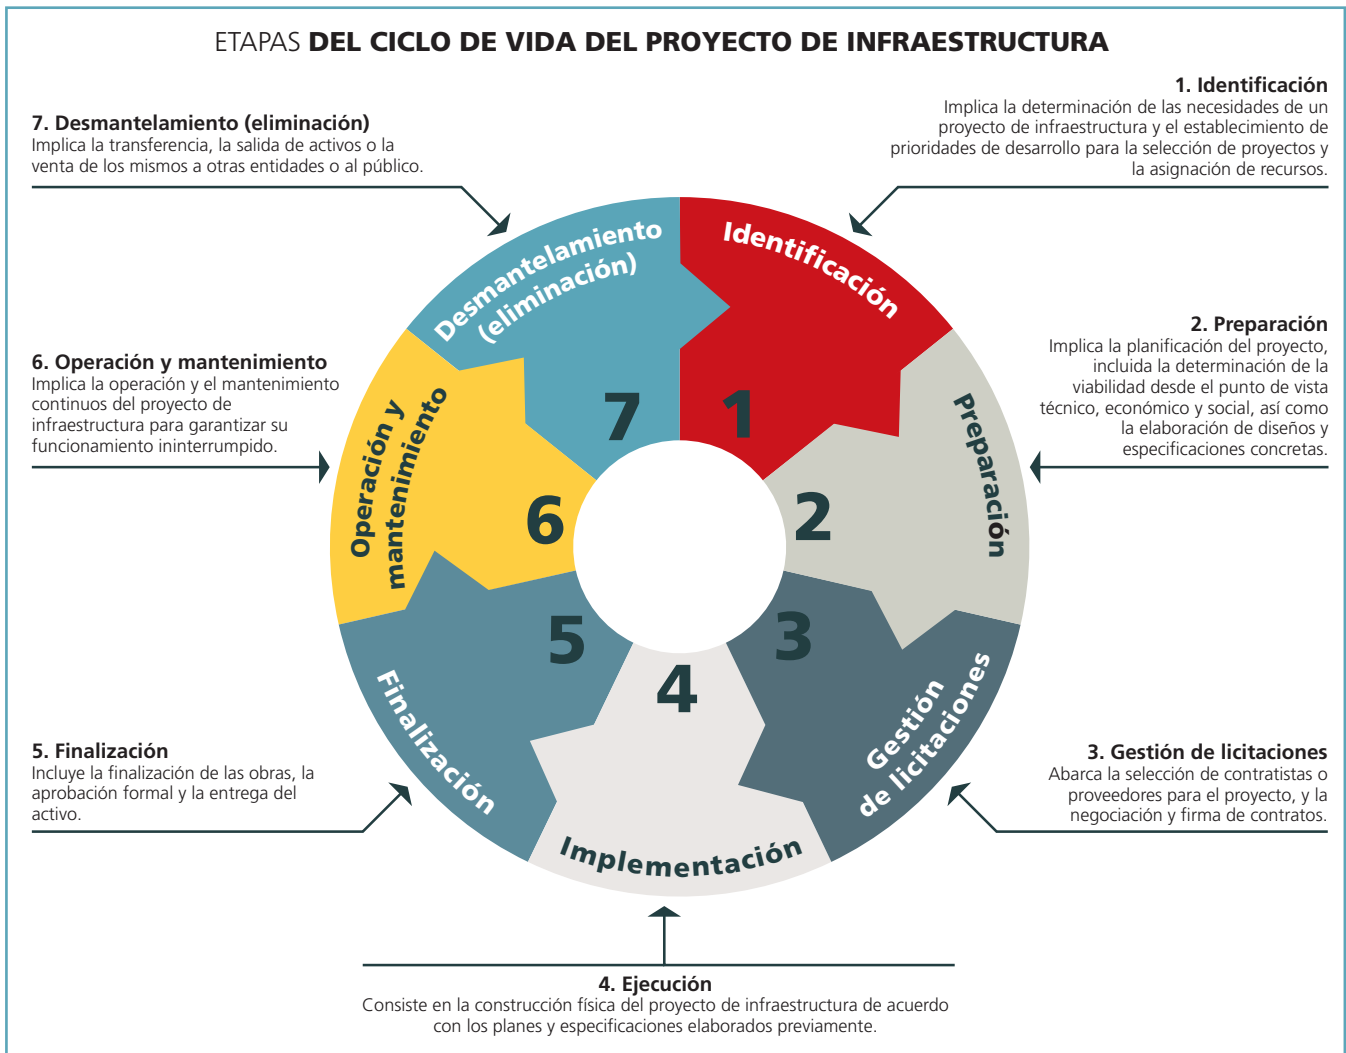 ETAPAS DEL CICLO DE VIDA DEL PROYECTO DE INFRAESTRUCTURA
1. Identificación
Implica la determinación de las necesidades de un
proyecto de infraestructura y el establecimiento de
prioridades de desarrollo para la selección de proyectos y
la asignación de recursos.
2. Preparación
Implica la planificación del proyecto,
incluida la determinación de la
viabilidad desde el punto de vista
técnico, económico y social, así como
la elaboración de diseños y
especificaciones concretas.
3. Gestión de licitaciones
Abarca la selección de contratistas o
proveedores para el proyecto, y la
negociación y firma de contratos.
4. Ejecución
Consiste en la construcción física del proyecto de infraestructura de acuerdo
con los planes y especificaciones elaborados previamente.
5. Finalización
Incluye la finalización de las obras, la
aprobación formal y la entrega del
activo.
6. Operación y mantenimiento
Implica la operación y el mantenimiento
continuos del proyecto de
infraestructura para garantizar su
funcionamiento ininterrumpido.
7. Desmantelamiento (eliminación)
Implica la transferencia, la salida de activos o la
venta de los mismos a otras entidades o al público.
Identificación
1
Preparación
2
Gestión
de licitaciones
3
Implementación
4
Finalización
5
Operación y
mantenimiento
6
Desmantelamiento
(eliminación)
7